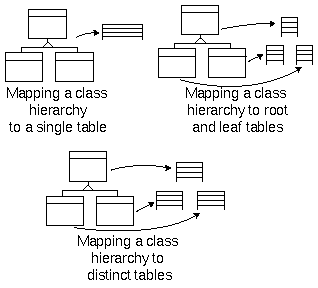 Mapping a class
hierarchy
to a single table
Mapping a class
hierarchy to root
and leaf tables
Mapping a class
hierarchy to
distinct tables